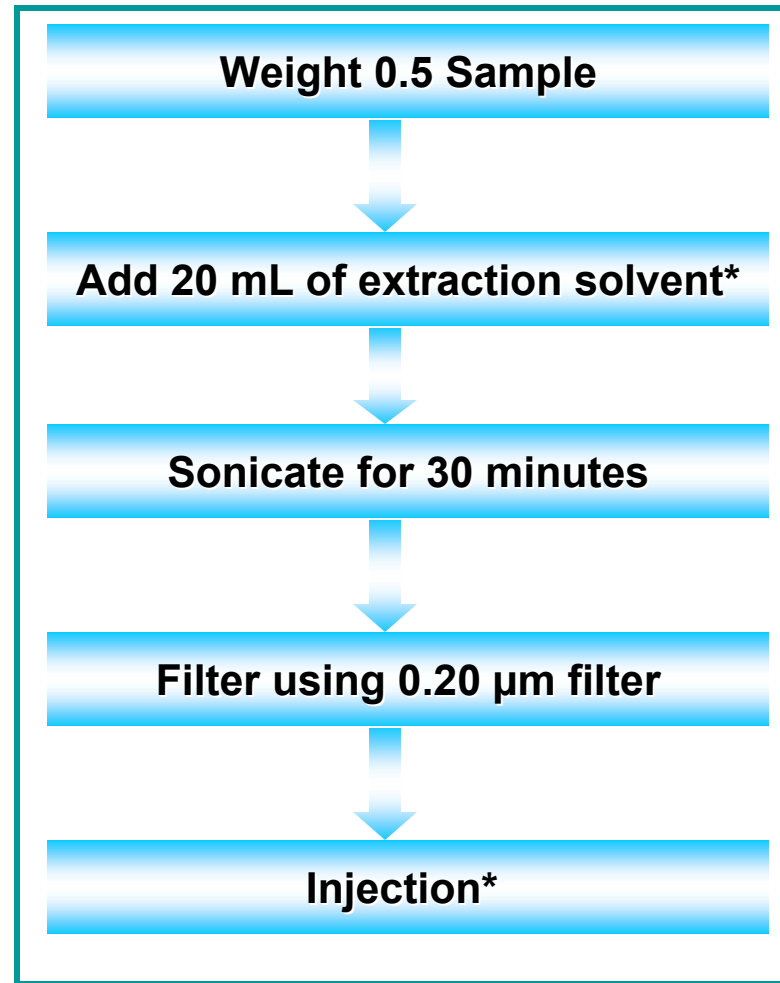 Weight 0.5 Sample
Add 20 mL of extraction solvent*
Sonicate for 30 minutes
Filter using 0.20 µm filter
Injection*